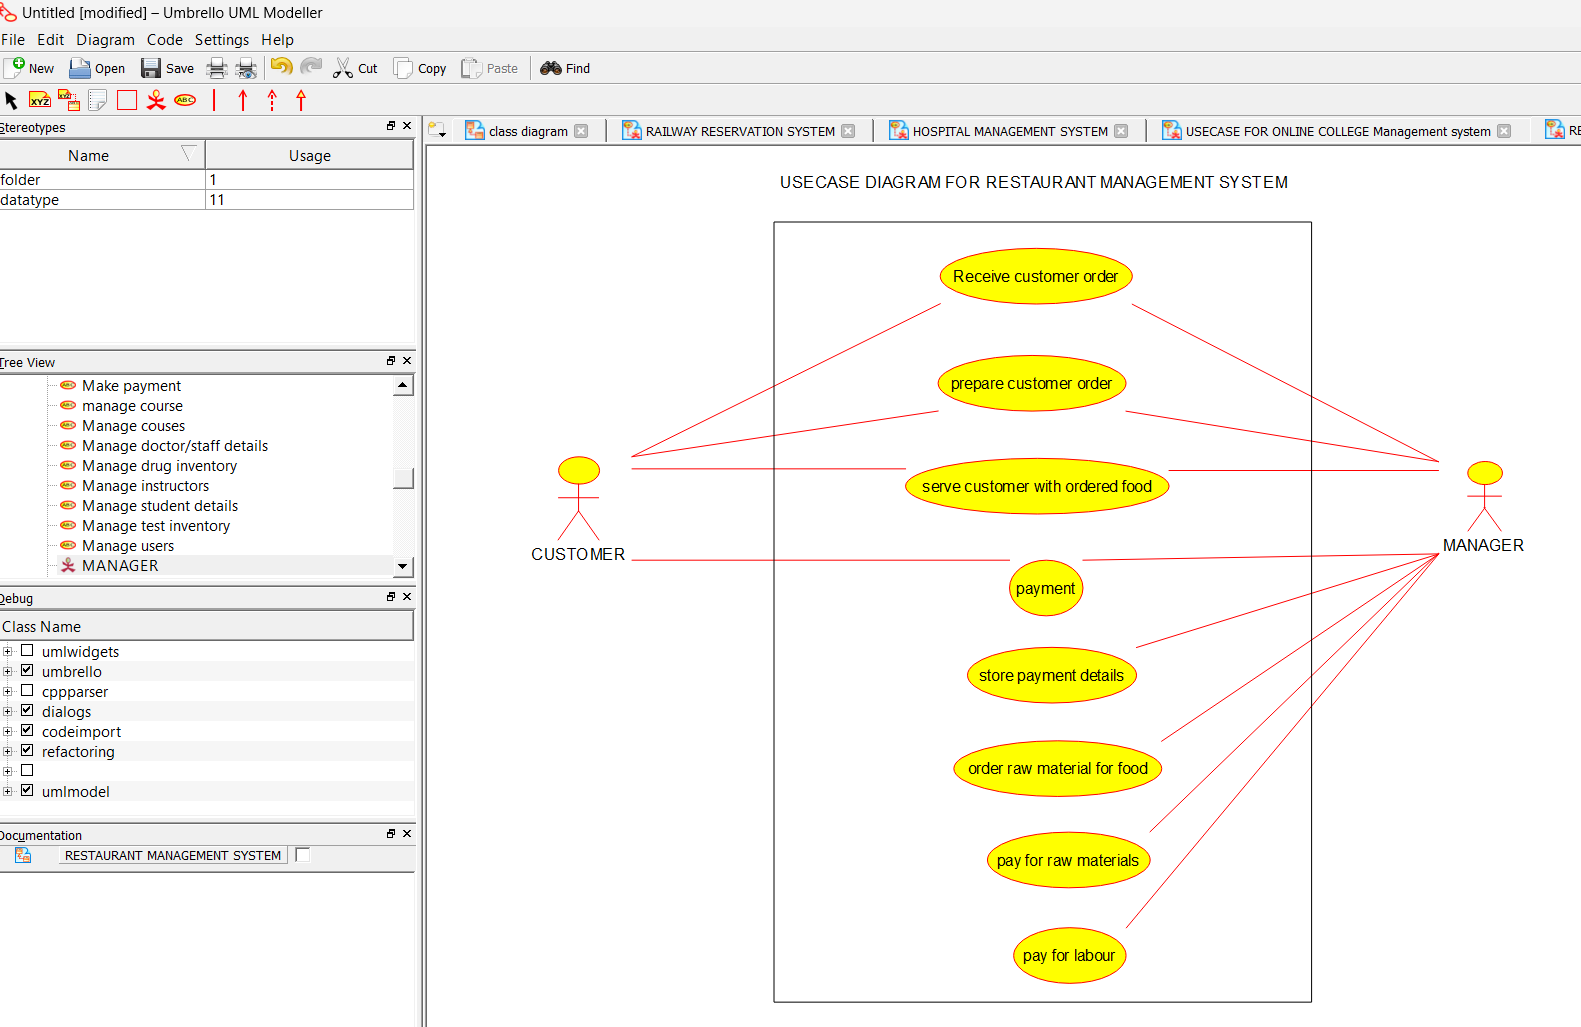 Untitled [modified] – Umbrello UML Modeller
File Edit Diagram Code Settings Help
New Open Save Cut Copy Paste Find
XYZ XYZ ABC
Stereotypes
Name Usage
folder 1
datatype 11
Tree View
Make payment
manage course
Manage couses
Manage doctor/staff details
Manage drug inventory
Manage instructors
Manage student details
Manage test inventory
Manage users
MANAGER
Debug
Class Name
umlwidgets
umbrello
cppparser
dialogs
codeimport
refactoring
umlmodel
Documentation
RESTAURANT MANAGEMENT SYSTEM
class diagram RAILWAY RESERVATION SYSTEM HOSPITAL MANAGEMENT SYSTEM USECASE FOR ONLINE COLLEGE Management system RE
USECASE DIAGRAM FOR RESTAURANT MANAGEMENT SYSTEM
Receive customer order
prepare customer order
serve customer with ordered food
CUSTOMER
MANAGER
payment
store payment details
order raw material for food
pay for raw materials
pay for labour